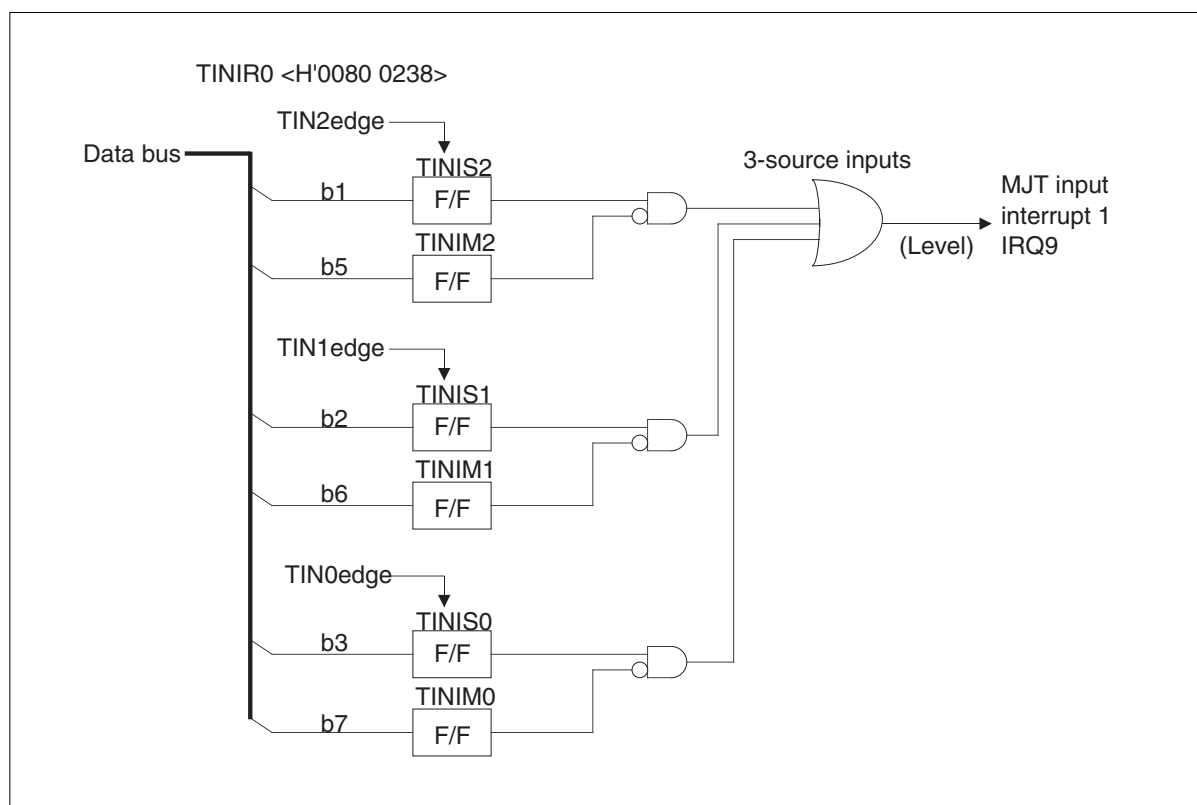 TINIR0 <H'0080 0238>
TIN2edge
Data bus
TINIS2
3-source inputs
b1
F/F
MJT input
interrupt 1
IRQ9
(Level)
TINIM2
b5
F/F
TIN1edge
TINIS1
b2
F/F
TINIM1
b6
F/F
TIN0edge
TINIS0
b3
F/F
TINIM0
b7
F/F